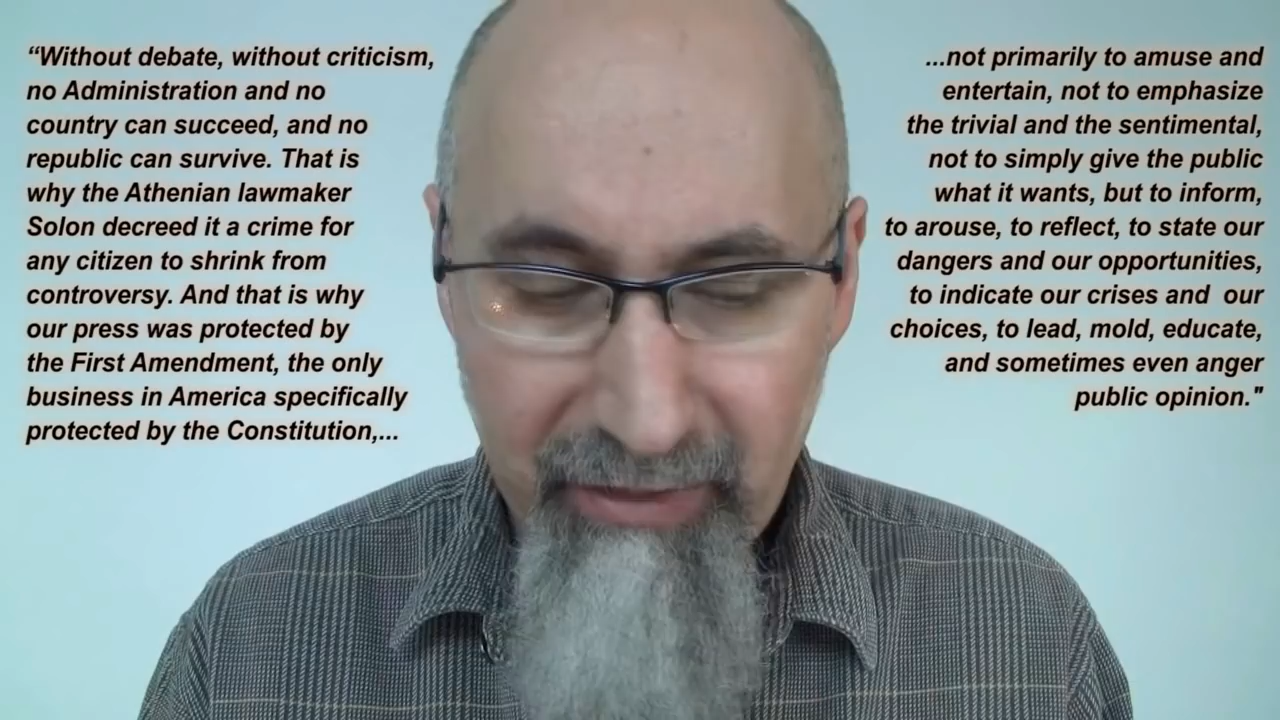 “Without debate, without criticism,
no Administration and no
country can succeed, and no
republic can survive. That is
why the Athenian lawmaker
Solon decreed it a crime for
any citizen to shrink from
controversy. And that is why
our press was protected by
the First Amendment, the only
business in America specifically
protected by the Constitution,...
...not primarily to amuse and
entertain, not to emphasize
the trivial and the sentimental,
not to simply give the public
what it wants, but to inform,
to arouse, to reflect, to state our
dangers and our opportunities,
to indicate our crises and  our
choices, to lead, mold, educate,
and sometimes even anger
public opinion."